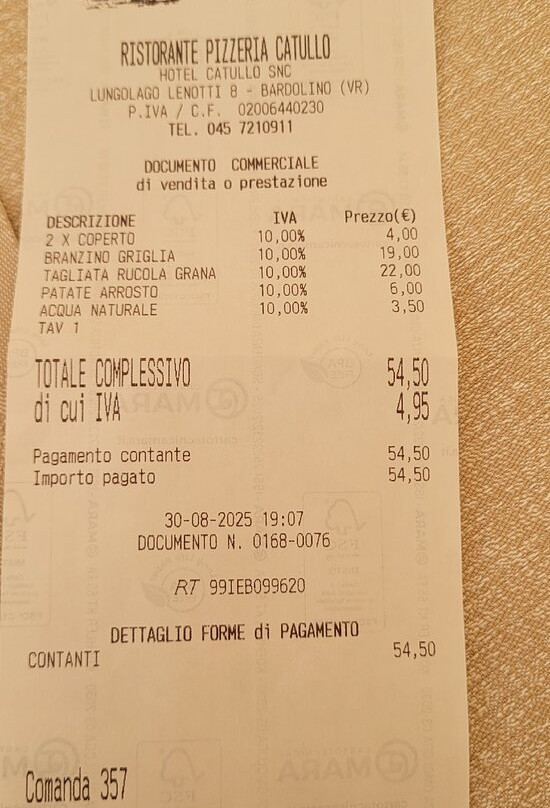 RISTORANTE PIZZERIA CATULLO
HOTEL CATULLO SNC
LUNGOLAGO LENOTTI 8 - BARDOLINO (VR)
P.IVA / C.F. 02006440230
TEL. 045 7210911
DOCUMENTO COMMERCIALE
di vendita o prestazione
DESCRIZIONE IVA Prezzo(€)
2 X COPERTO 10,00% 4,00
BRANZINO GRIGLIA 10,00% 19,00
TAGLIATA RUCOLA GRANA 10,00% 22,00
PATATE ARROSTO 10,00% 6,00
ACQUA NATURALE 10,00% 3,50
TAV 1
TOTALE COMPLESSIVO 54,50
di cui IVA 4,95
Pagamento contante 54,50
Importo pagato 54,50
30-08-2025 19:07
DOCUMENTO N. 0168-0076
RT 99IEB099620
DETTAGLIO FORME di PAGAMENTO
CONTANTI 54,50
Comanda 357